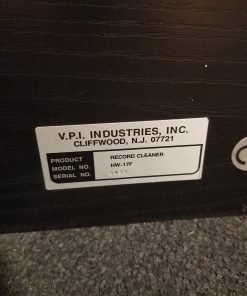 V.P.I. INDUSTRIES, INC.
CLIFFWOOD, N.J. 07721
PRODUCT RECORD CLEANER
MODEL NO. HW-17F
SERIAL NO.